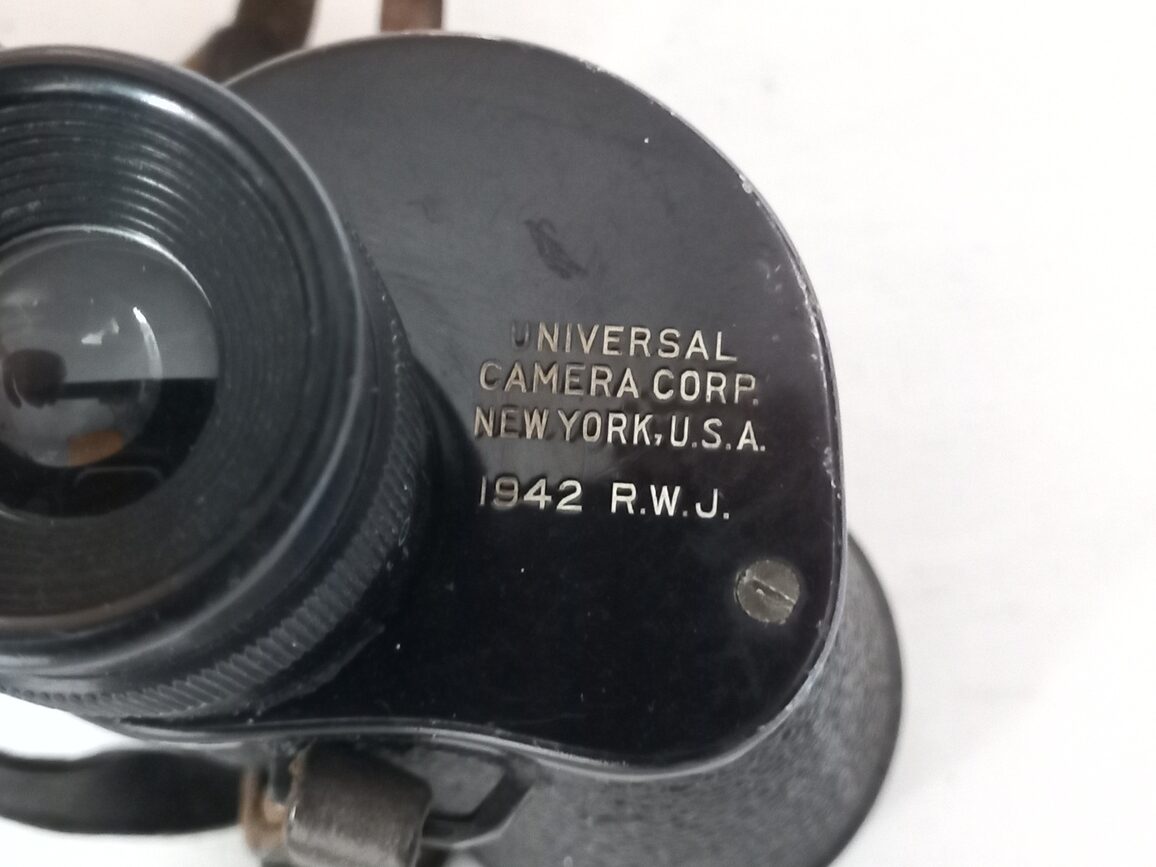 UNIVERSAL
CAMERA CORP.
NEW YORK, U.S.A.
1942 R.W.J.